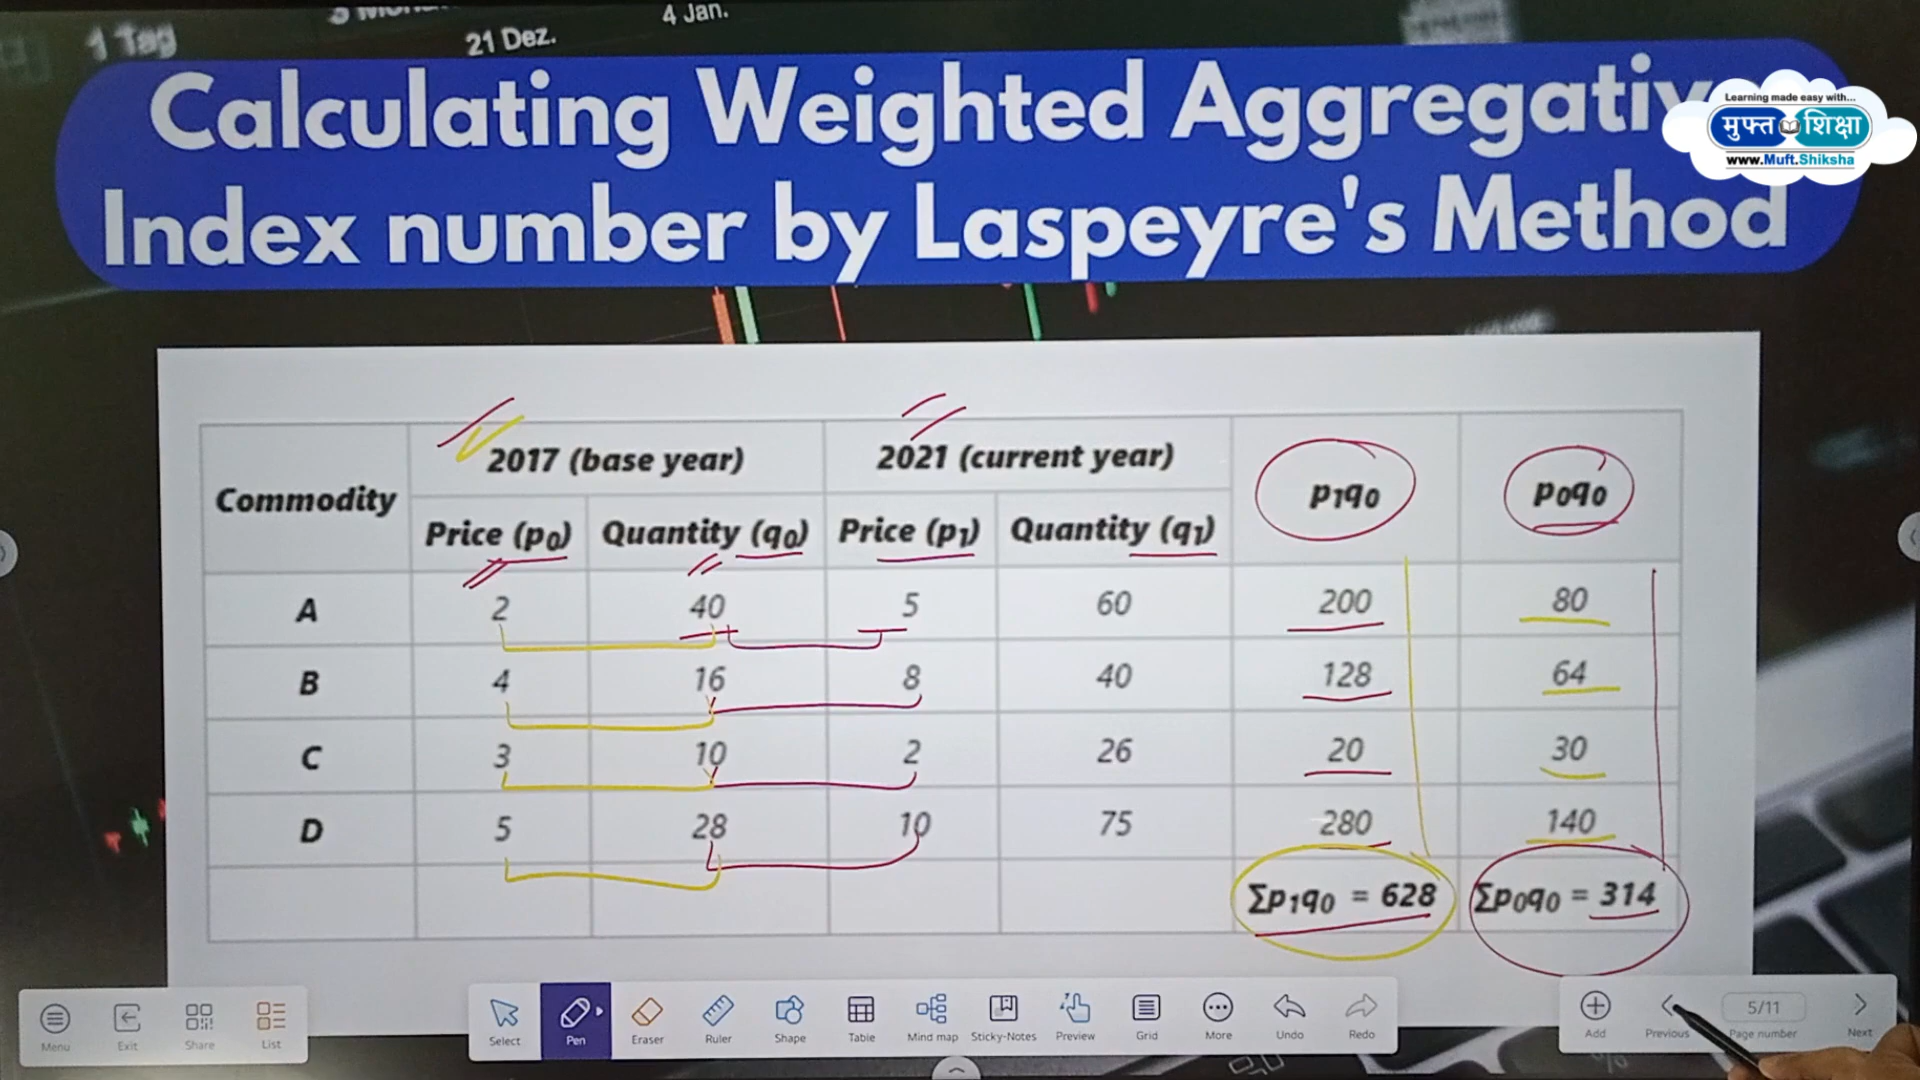 1 Tag
21 Dez.
4 Jan.
Calculating Weighted Aggregativ
Index number by Laspeyre's Method
Learning made easy with...
मुफ्त शिक्षा
www.Muft.Shiksha
Commodity 2017 (base year) 2021 (current year) p1q0 p0q0
Price (p0) Quantity (q0) Price (p1) Quantity (q1)
A 2 40 5 60 200 80
B 4 16 8 40 128 64
C 3 10 2 26 20 30
D 5 28 10 75 280 140
∑p1q0 = 628 ∑p0q0 = 314
Menu Exit Share List Select Pen Eraser Ruler Shape Table Mind map Sticky-Notes Preview Grid More Undo Redo Add Previous 5/11 Page number Next